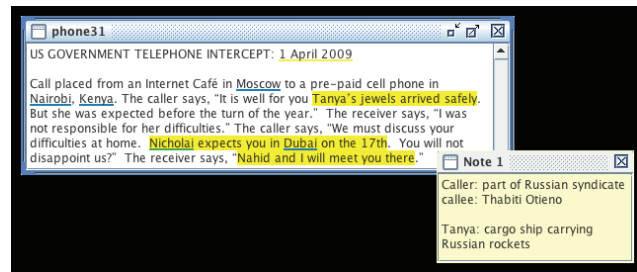 phone31
US GOVERNMENT TELEPHONE INTERCEPT: 1 April 2009
Call placed from an Internet Café in Moscow to a pre-paid cell phone in
Nairobi, Kenya. The caller says, “It is well for you Tanya’s jewels arrived safely.
But she was expected before the turn of the year.”  The receiver says, “I was
not responsible for her difficulties.” The caller says, “We must discuss your
difficulties at home.  Nicholai expects you in Dubai on the 17th.  You will not
disappoint us?”  The receiver says, “Nahid and I will meet you there.”
Note 1
Caller: part of Russian syndicate
callee: Thabiti Otieno
Tanya: cargo ship carrying
Russian rockets